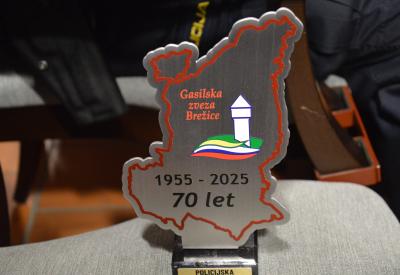 Gasilska
zveza
Brežice
1955 - 2025
70 let
POLICIJSKA